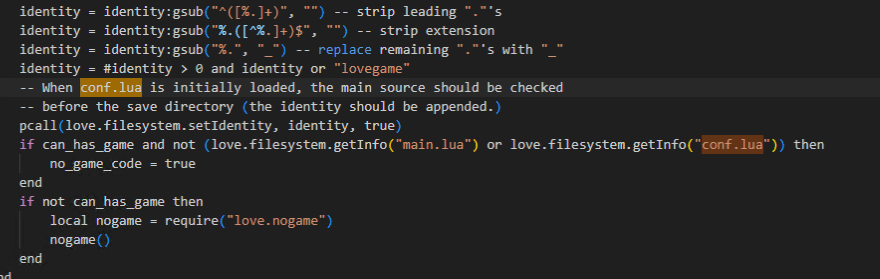 identity = identity:gsub("^([%.]+)", "") -- strip leading "."'s
identity = identity:gsub("%.([^%.]+)$", "") -- strip extension
identity = identity:gsub("%.", "_") -- replace remaining "."'s with "_"
identity = #identity > 0 and identity or "lovegame"
-- When conf.lua is initially loaded, the main source should be checked
-- before the save directory (the identity should be appended.)
pcall(love.filesystem.setIdentity, identity, true)
if can_has_game and not (love.filesystem.getInfo("main.lua") or love.filesystem.getInfo("conf.lua")) then
no_game_code = true
end
if not can_has_game then
local nogame = require("love.nogame")
nogame()
end
end